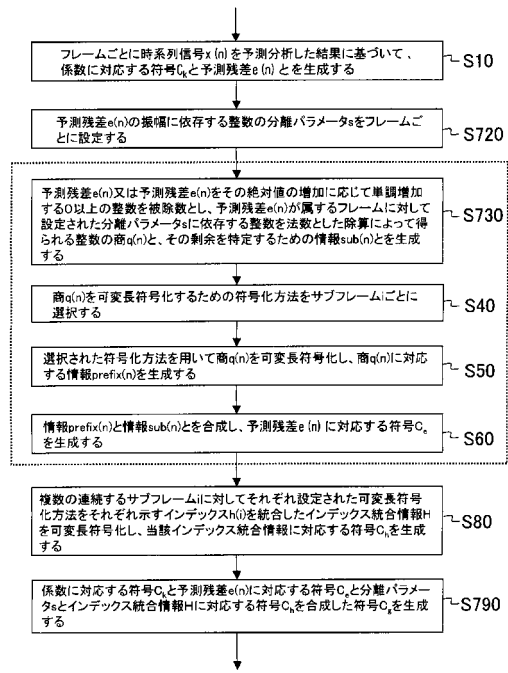 フレームごとに時系列信号x(n)を予測分析した結果に基づいて、
係数に対応する符号Ckと予測残差e(n)とを生成する
S10
予測残差e(n)の振幅に依存する整数の分離パラメータsをフレームご
とに設定する
S720
予測残差e(n)又は予測残差e(n)をその絶対値の増加に応じて単調増加
する0以上の整数を被除数とし、予測残差e(n)が属するフレームに対して
設定された分離パラメータsに依存する整数を法数とした除算によって得
られる整数の商q(n)と、その剰余を特定するための情報sub(n)とを生成
する
S730
商q(n)を可変長符号化するための符号化方法をサブフレームiごとに
選択する
S40
選択された符号化方法を用いて商q(n)を可変長符号化し、商q(n)に対応
する情報prefix(n)を生成する
S50
情報prefix(n)と情報sub(n)とを合成し、予測残差e(n)に対応する符号Ce
を生成する
S60
複数の連続するサブフレームiに対してそれぞれ設定された可変長符号
化方法をそれぞれ示すインデックスh(i)を統合したインデックス統合情報H
を可変長符号化し、当該インデックス統合情報に対応する符号Chを生成
する
S80
係数に対応する符号Ckと予測残差e(n)に対応する符号Ceと分離パラメー
タsとインデックス統合情報Hに対応する符号Chを合成した符号Cgを生成
する
S790